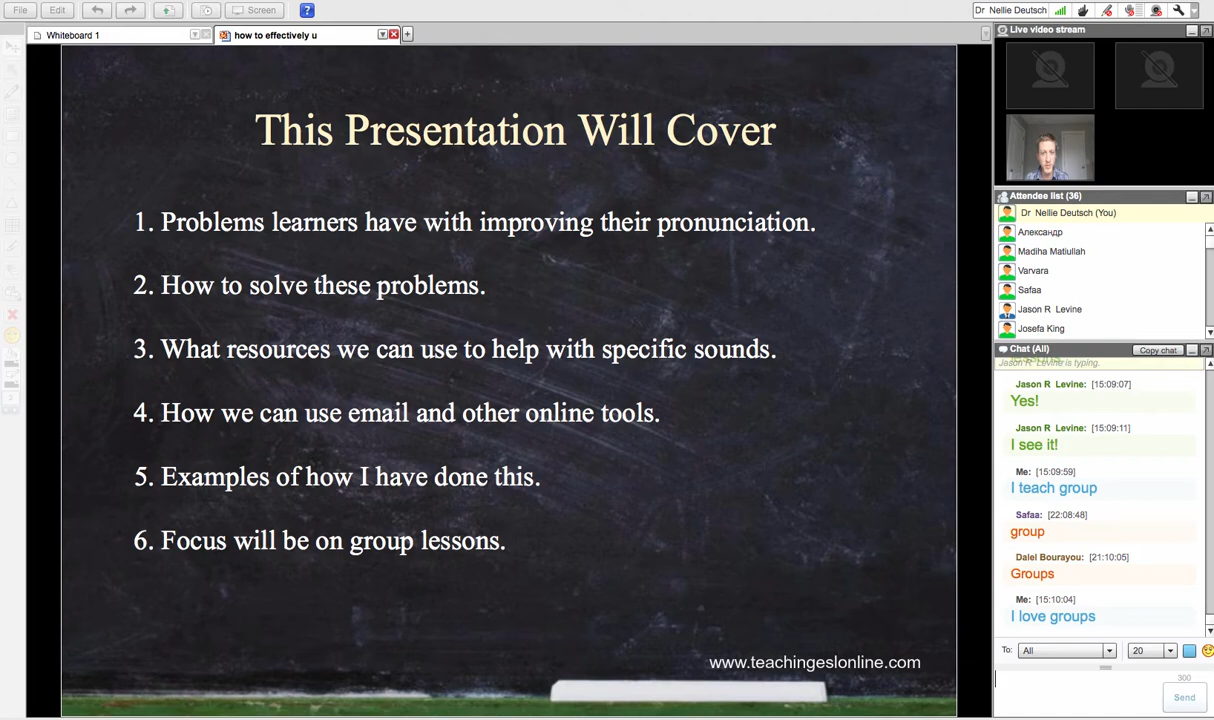 File
Edit
Screen
?
Dr Nellie Deutsch
Whiteboard 1
how to effectively u
This Presentation Will Cover
1. Problems learners have with improving their pronunciation.
2. How to solve these problems.
3. What resources we can use to help with specific sounds.
4. How we can use email and other online tools.
5. Examples of how I have done this.
6. Focus will be on group lessons.
www.teachingeslonline.com
Live video stream
Attendee list (36)
Dr Nellie Deutsch (You)
Александр
Madiha Matiullah
Varvara
Safaa
Jason R Levine
Josefa King
Chat (All)
Copy chat
Jason R Levine is typing.
Jason R Levine: [15:09:07]
Yes!
Jason R Levine: [15:09:11]
I see it!
Me: [15:09:59]
I teach group
Safaa: [22:08:48]
group
Dalel Bourayou: [21:10:05]
Groups
Me: [15:10:04]
I love groups
To: All 20
300
Send